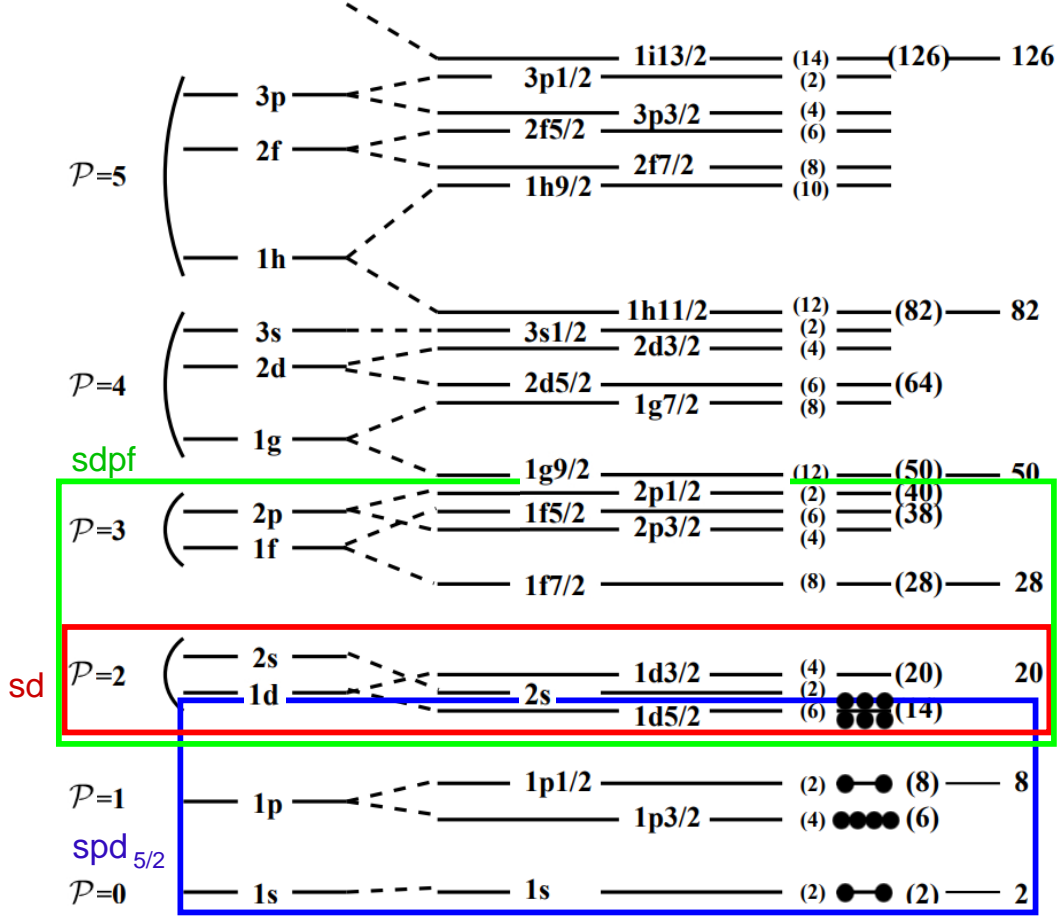 1i13/2 (14) (126) 126
3p1/2 (2)
3p
3p3/2 (4)
2f5/2 (6)
2f
2f7/2 (8)
𝒫=5
1h9/2 (10)
1h
1h11/2 (12) (82) 82
3s 3s1/2 (2)
2d3/2 (4)
2d
𝒫=4
2d5/2 (6) (64)
1g7/2 (8)
1g
sdpf
1g9/2 (12) (50) 50
2p1/2 (2) (40)
2p 1f5/2 (6) (38)
𝒫=3
2p3/2 (4)
1f
1f7/2 (8) (28) 28
2s
sd 𝒫=2 1d3/2 (4) (20) 20
1d 2s (2)
1d5/2 (6) (14)
1p1/2 (2) (8) 8
𝒫=1 1p
1p3/2 (4) (6)
spd 5/2
𝒫=0 1s 1s (2) (2) 2